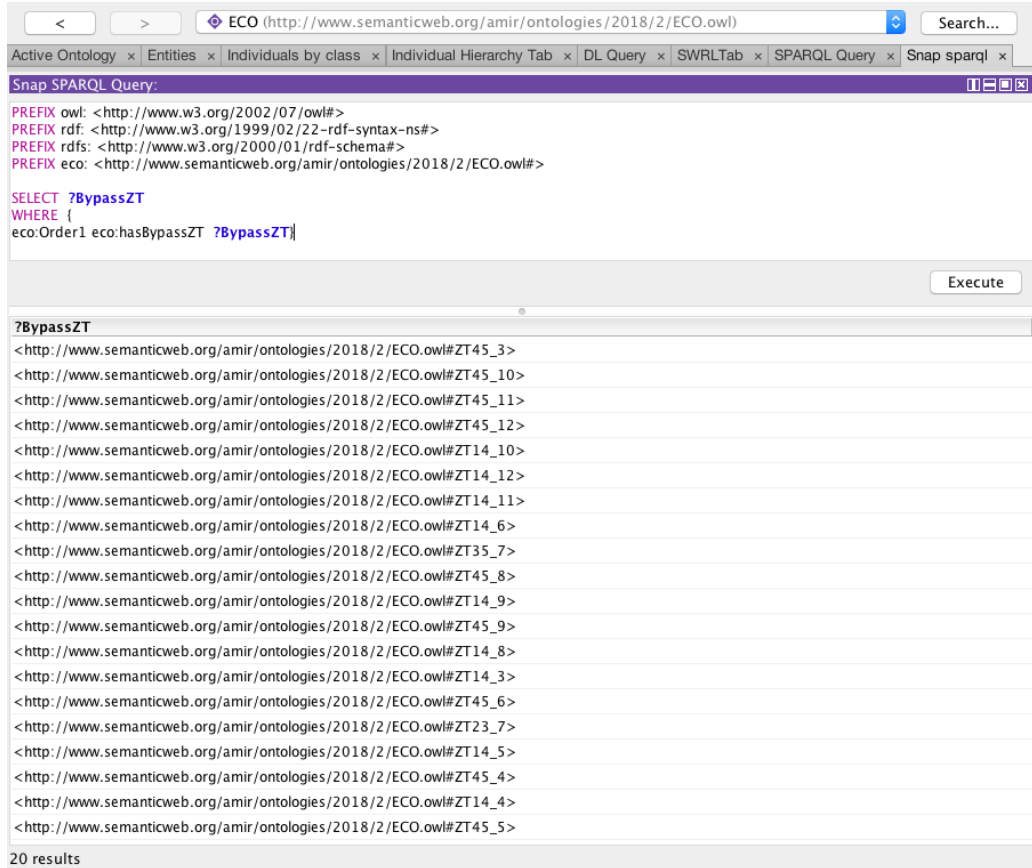 < > ECO (http://www.semanticweb.org/amir/ontologies/2018/2/ECO.owl) Search...
Active Ontology × Entities × Individuals by class × Individual Hierarchy Tab × DL Query × SWRLTab × SPARQL Query × Snap sparql ×
Snap SPARQL Query:
PREFIX owl: <http://www.w3.org/2002/07/owl#>
PREFIX rdf: <http://www.w3.org/1999/02/22-rdf-syntax-ns#>
PREFIX rdfs: <http://www.w3.org/2000/01/rdf-schema#>
PREFIX eco: <http://www.semanticweb.org/amir/ontologies/2018/2/ECO.owl#>
SELECT ?BypassZT
WHERE {
eco:Order1 eco:hasBypassZT ?BypassZT}
Execute
?BypassZT
<http://www.semanticweb.org/amir/ontologies/2018/2/ECO.owl#ZT45_3>
<http://www.semanticweb.org/amir/ontologies/2018/2/ECO.owl#ZT45_10>
<http://www.semanticweb.org/amir/ontologies/2018/2/ECO.owl#ZT45_11>
<http://www.semanticweb.org/amir/ontologies/2018/2/ECO.owl#ZT45_12>
<http://www.semanticweb.org/amir/ontologies/2018/2/ECO.owl#ZT14_10>
<http://www.semanticweb.org/amir/ontologies/2018/2/ECO.owl#ZT14_12>
<http://www.semanticweb.org/amir/ontologies/2018/2/ECO.owl#ZT14_11>
<http://www.semanticweb.org/amir/ontologies/2018/2/ECO.owl#ZT14_6>
<http://www.semanticweb.org/amir/ontologies/2018/2/ECO.owl#ZT35_7>
<http://www.semanticweb.org/amir/ontologies/2018/2/ECO.owl#ZT45_8>
<http://www.semanticweb.org/amir/ontologies/2018/2/ECO.owl#ZT14_9>
<http://www.semanticweb.org/amir/ontologies/2018/2/ECO.owl#ZT45_9>
<http://www.semanticweb.org/amir/ontologies/2018/2/ECO.owl#ZT14_8>
<http://www.semanticweb.org/amir/ontologies/2018/2/ECO.owl#ZT14_3>
<http://www.semanticweb.org/amir/ontologies/2018/2/ECO.owl#ZT45_6>
<http://www.semanticweb.org/amir/ontologies/2018/2/ECO.owl#ZT23_7>
<http://www.semanticweb.org/amir/ontologies/2018/2/ECO.owl#ZT14_5>
<http://www.semanticweb.org/amir/ontologies/2018/2/ECO.owl#ZT45_4>
<http://www.semanticweb.org/amir/ontologies/2018/2/ECO.owl#ZT14_4>
<http://www.semanticweb.org/amir/ontologies/2018/2/ECO.owl#ZT45_5>
20 results